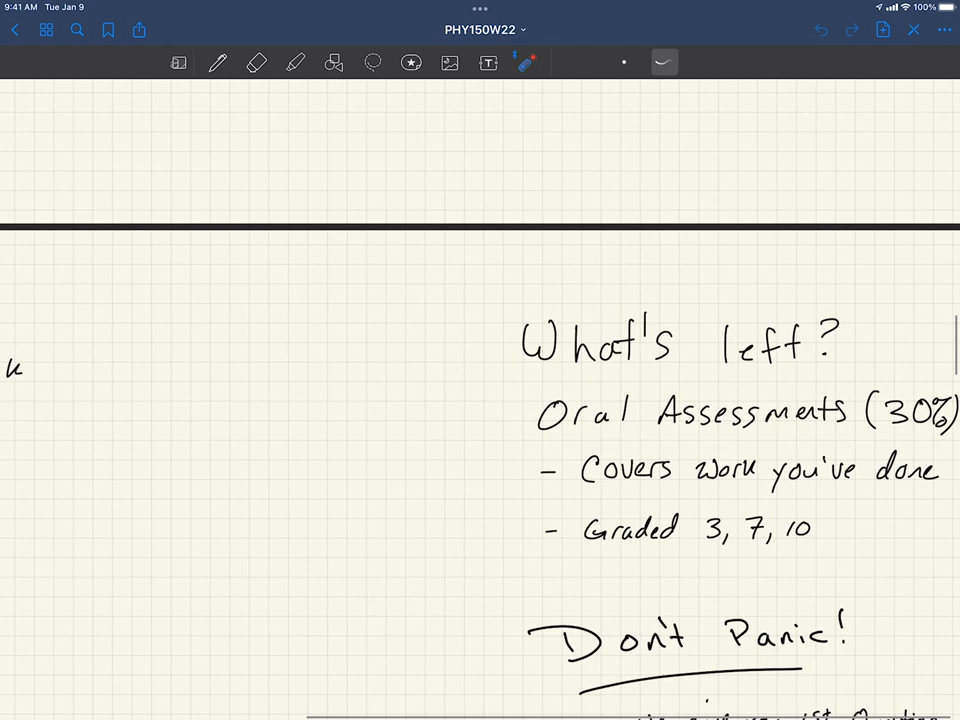 9:41 AM Tue Jan 9
100%
PHY150W22
What's left?
Oral Assessments (30%)
- Covers work you've done
- Graded 3, 7, 10
Don't Panic!